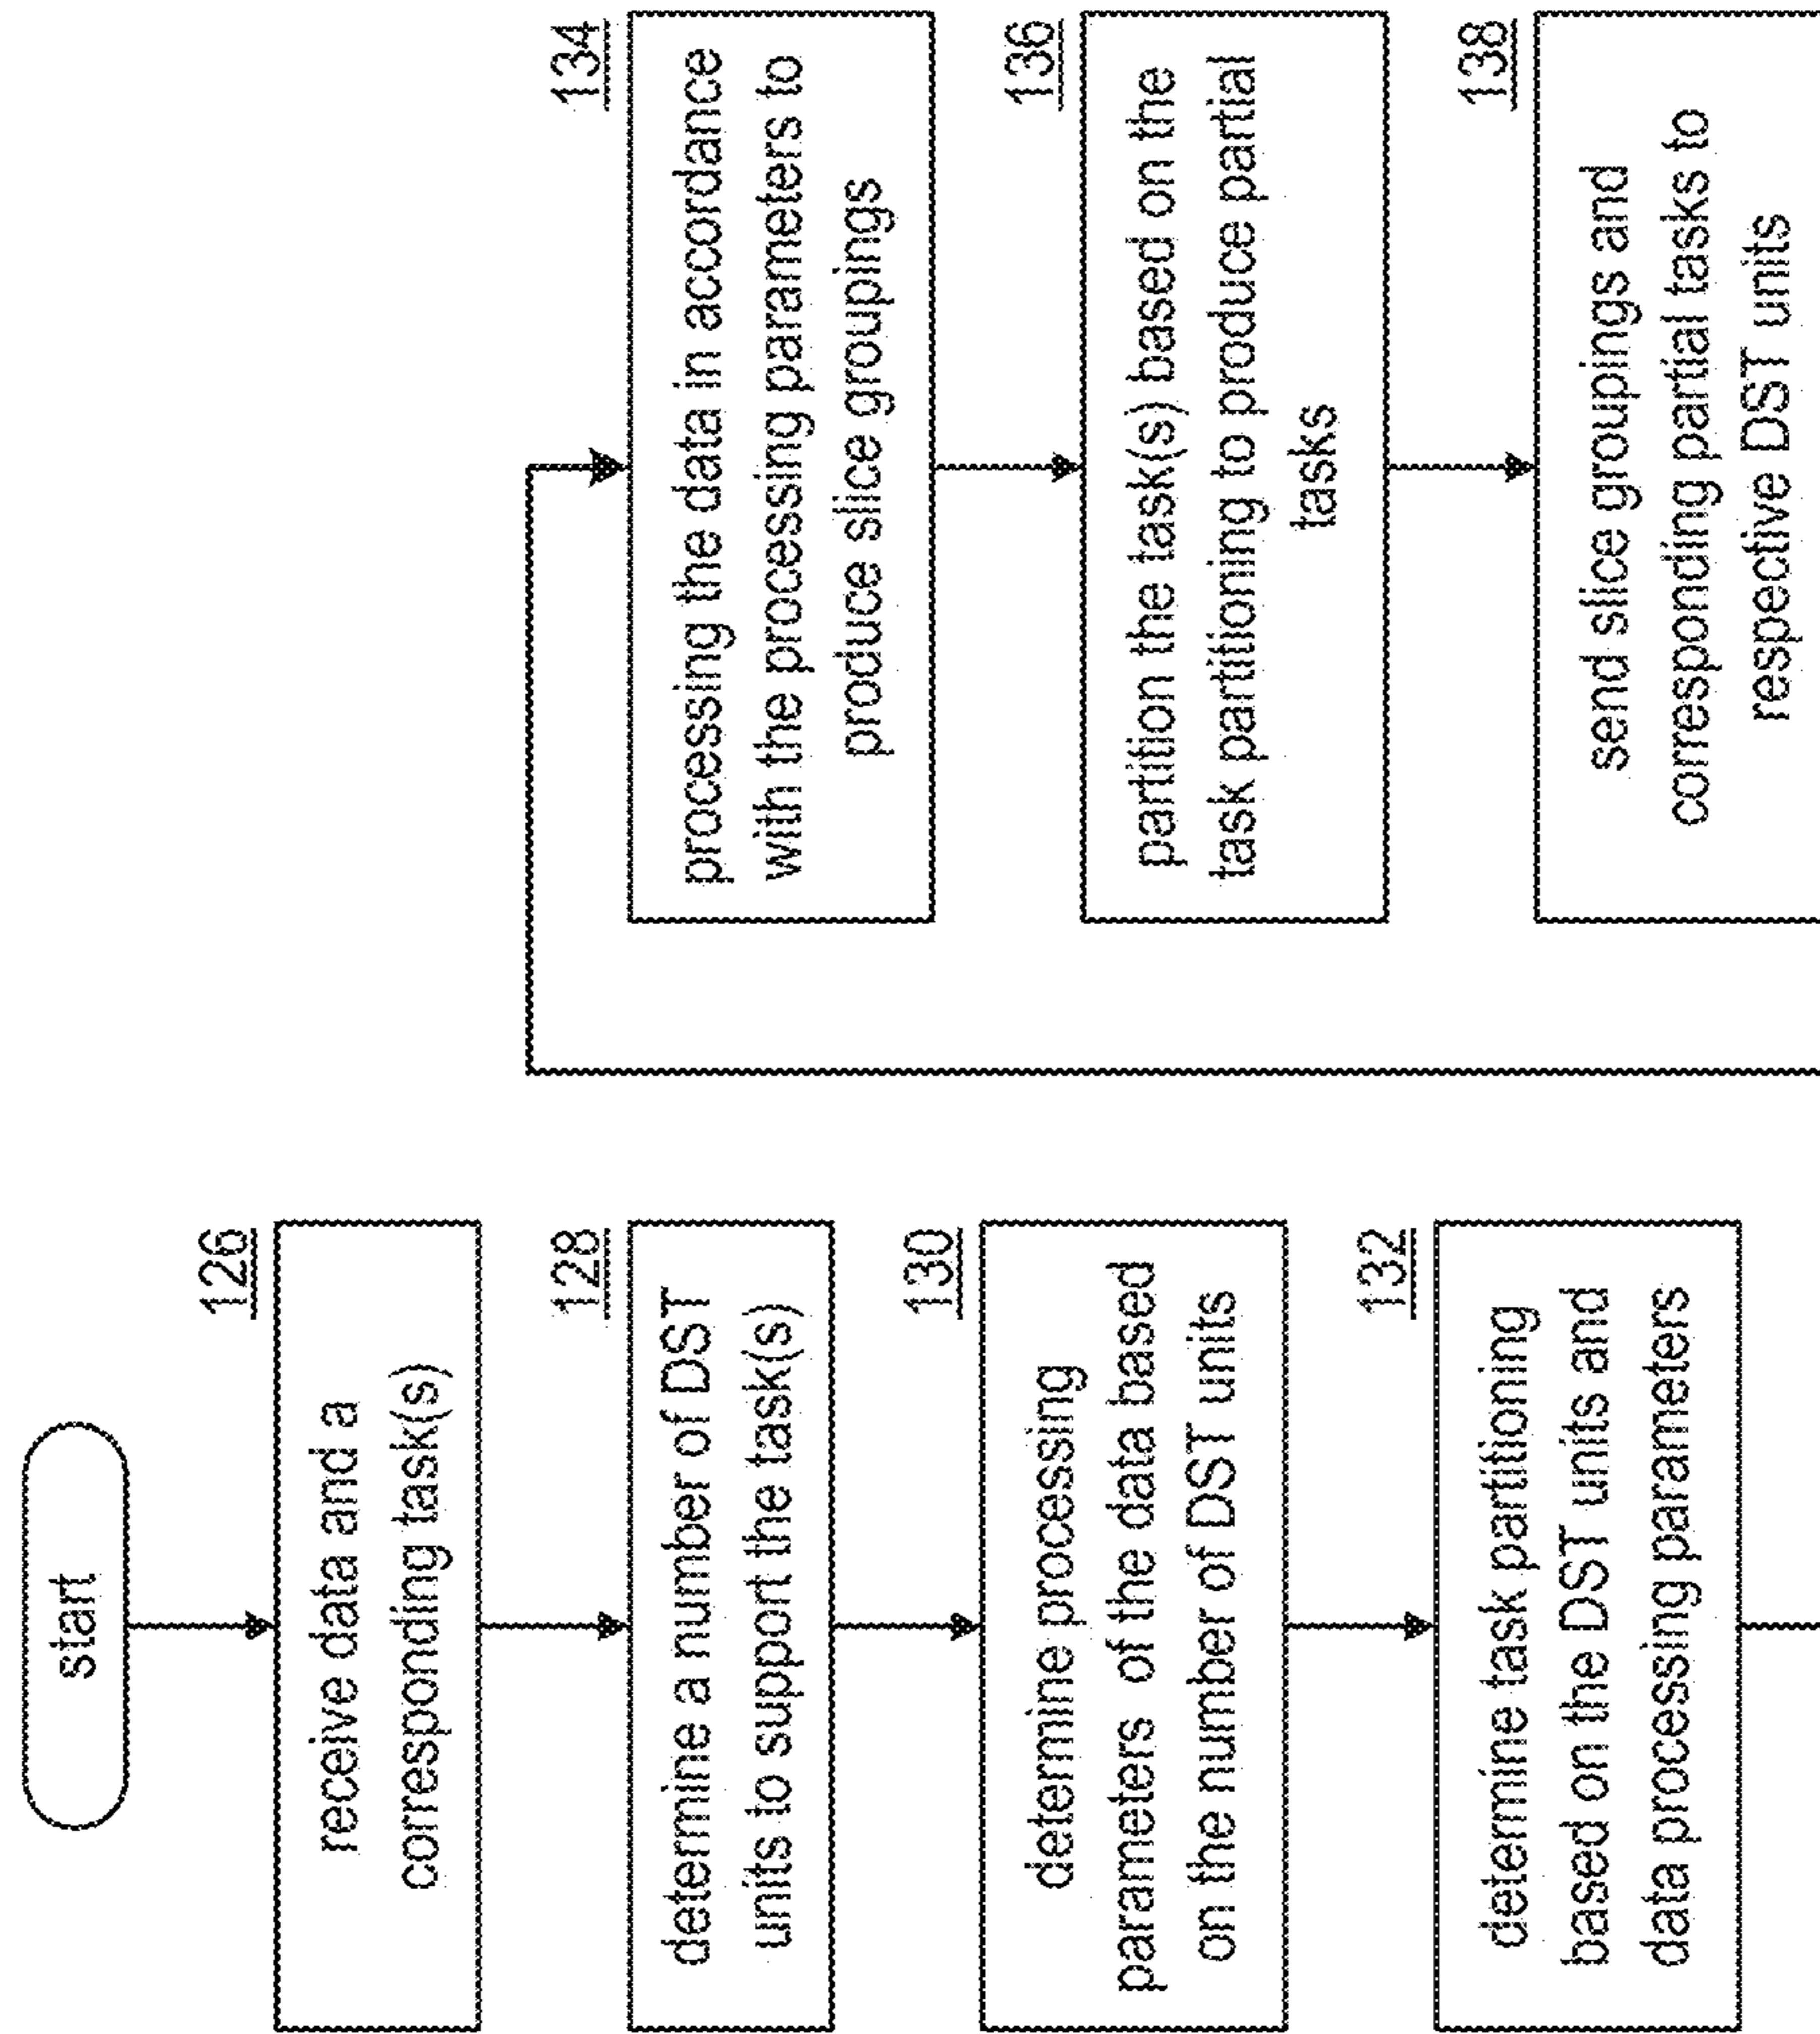 start
126
receive data and a
corresponding task(s)
128
determine a number of DST
units to support the task(s)
130
determine processing
parameters of the data based
on the number of DST units
132
determine task partitioning
based on the DST units and
data processing parameters
134
processing the data in accordance
with the processing parameters to
produce slice groupings
136
partition the task(s) based on the
task partitioning to produce partial
tasks
138
send slice groupings and
corresponding partial tasks to
respective DST units